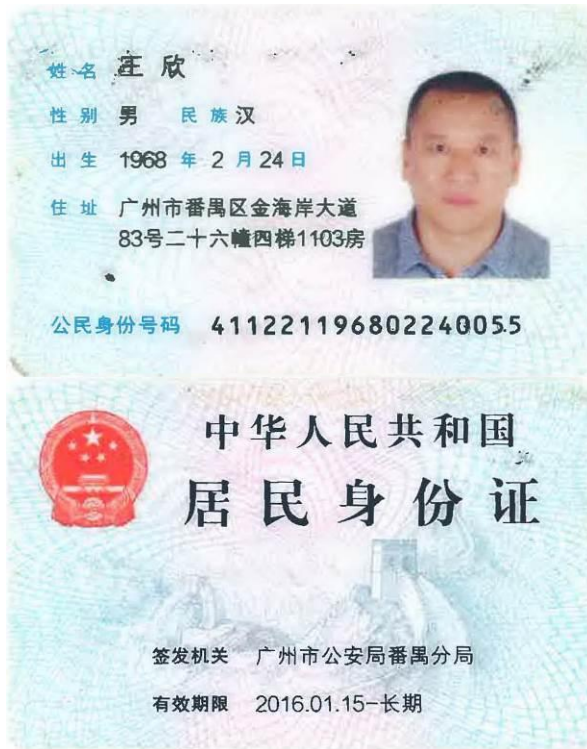 姓名 欣
性别 男 民族 汉
出生 1968 年 2 月 24 日
住址 广州市番禺区金海岸大道
83号二十六幢四梯1103房
公民身份号码 411221196802240055
中华人民共和国
居民身份证
签发机关 广州市公安局番禺分局
有效期限 2016.01.15-长期